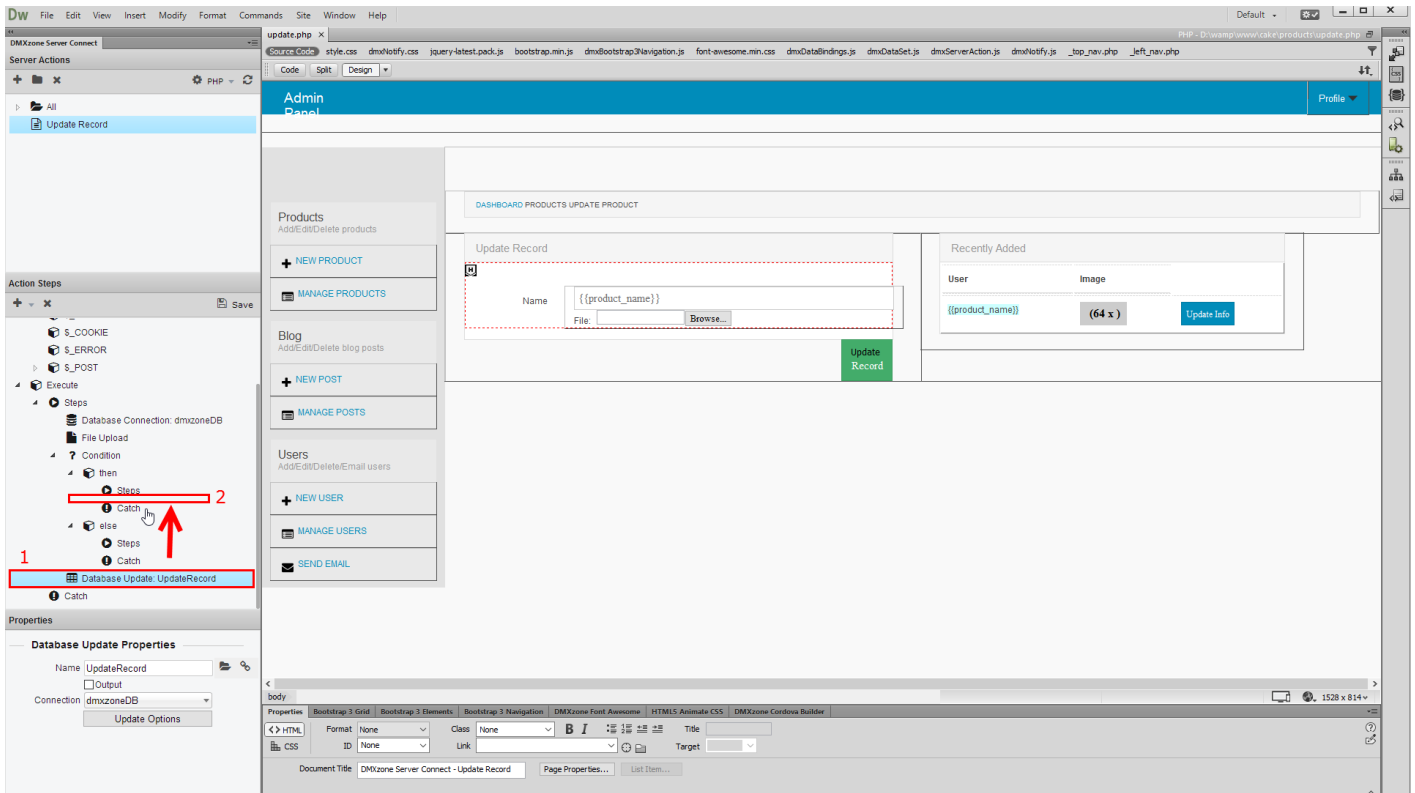 DW File Edit View Insert Modify Format Commands Site Window Help Default
DMXzone Server Connect
Server Actions
PHP
All
Update Record
Action Steps
Save
$_COOKIE
$_ERROR
$_POST
Execute
Steps
Database Connection: dmxzoneDB
File Upload
? Condition
then
Steps
2
Catch
else
Steps
1
Catch
Database Update: UpdateRecord
Catch
Properties
Database Update Properties
Name UpdateRecord
Output
Connection dmxzoneDB
Update Options
update.php ×
PHP - D:\wamp\www\cake\products\update.php
Source Code style.css dmxNotify.css jquery-latest.pack.js bootstrap.min.js dmxBootstrap3Navigation.js font-awesome.min.css dmxDataBindings.js dmxDataSet.js dmxServerAction.js dmxNotify.js _top_nav.php _left_nav.php
Code Split Design
Admin
Panel
Profile
Products
Add/Edit/Delete products
NEW PRODUCT
MANAGE PRODUCTS
Blog
Add/Edit/Delete blog posts
NEW POST
MANAGE POSTS
Users
Add/Edit/Delete/Email users
NEW USER
MANAGE USERS
SEND EMAIL
DASHBOARD PRODUCTS UPDATE PRODUCT
Update Record
Name {{product_name}}
File: Browse...
Update
Record
Recently Added
User Image
{{product_name}} (64 x ) Update Info
body
1528 x 814
Properties Bootstrap 3 Grid Bootstrap 3 Elements Bootstrap 3 Navigation DMXzone Font Awesome HTML5 Animate CSS DMXzone Cordova Builder
<> HTML Format None Class None B I Title
CSS ID None Link Target
Document Title DMXzone Server Connect - Update Record Page Properties... List Item...